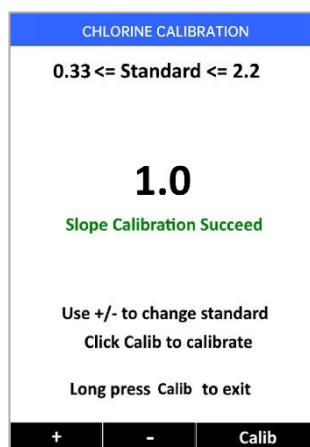 CHLORINE CALIBRATION
0.33 <= Standard <= 2.2
1.0
Slope Calibration Succeed
Use +/- to change standard
Click Calib to calibrate
Long press Calib to exit
+ - Calib